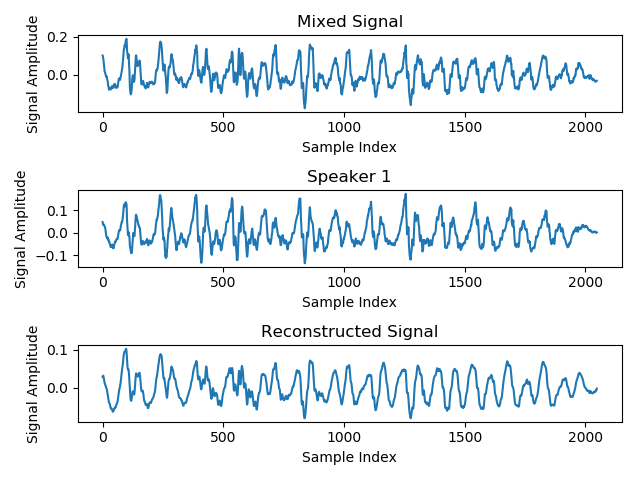 Mixed Signal
Signal Amplitude
0.2
0.0
0 500 1000 1500 2000
Sample Index
Speaker 1
Signal Amplitude
0.1
0.0
−0.1
0 500 1000 1500 2000
Sample Index
Reconstructed Signal
Signal Amplitude
0.1
0.0
0 500 1000 1500 2000
Sample Index